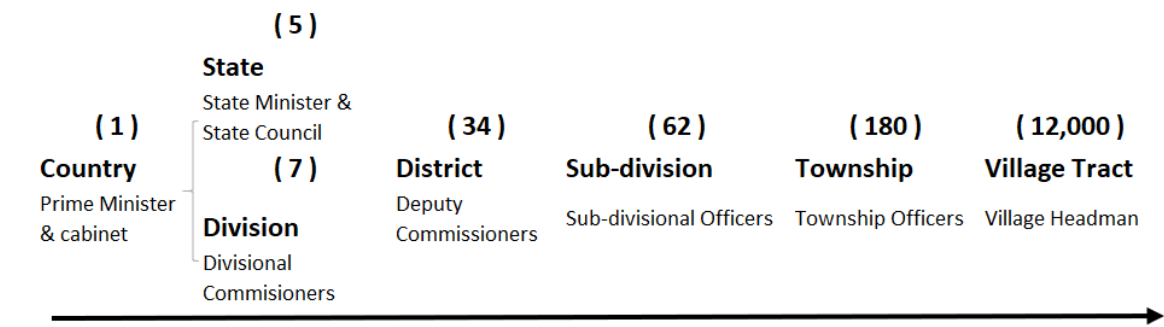 ( 1 )
Country
Prime Minister
& cabinet
( 5 )
State
State Minister &
State Council
( 7 )
Division
Divisional
Commisioners
( 34 )
District
Deputy
Commissioners
( 62 )
Sub-division
Sub-divisional Officers
( 180 )
Township
Township Officers
( 12,000 )
Village Tract
Village Headman